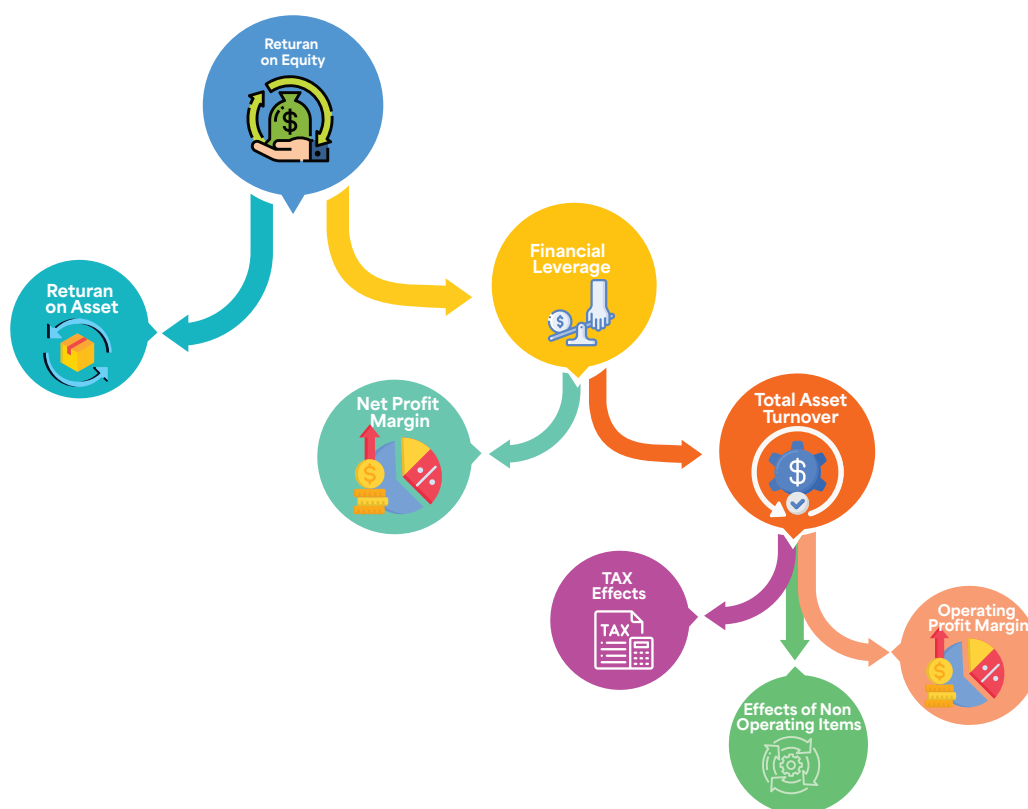 Returan
on Equity
Financial
Leverage
Returan
on Asset
$
$
Net Profit
Margin
$
%
Total Asset
Turnover
$
TAX
Effects
TAX
Operating
Profit Margin
$
%
Effects of Non
Operating Items